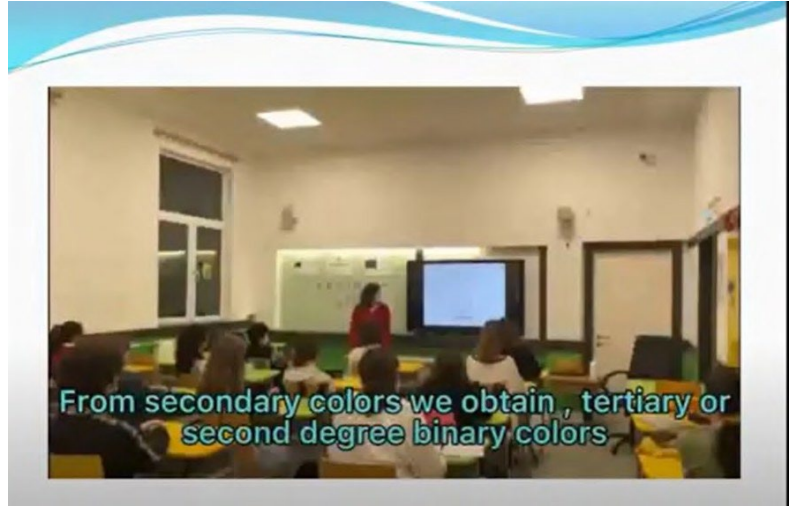 From secondary colors we obtain , tertiary or
second degree binary colors